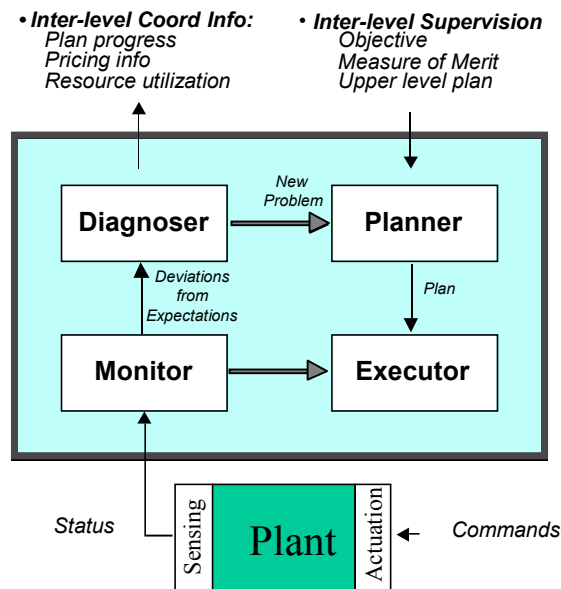 • Inter-level Coord Info:
Plan progress
Pricing info
Resource utilization
• Inter-level Supervision
Objective
Measure of Merit
Upper level plan
Diagnoser
New
Problem
Planner
Deviations
from
Expectations
Plan
Monitor
Executor
Status
Sensing
Plant
Actuation
Commands